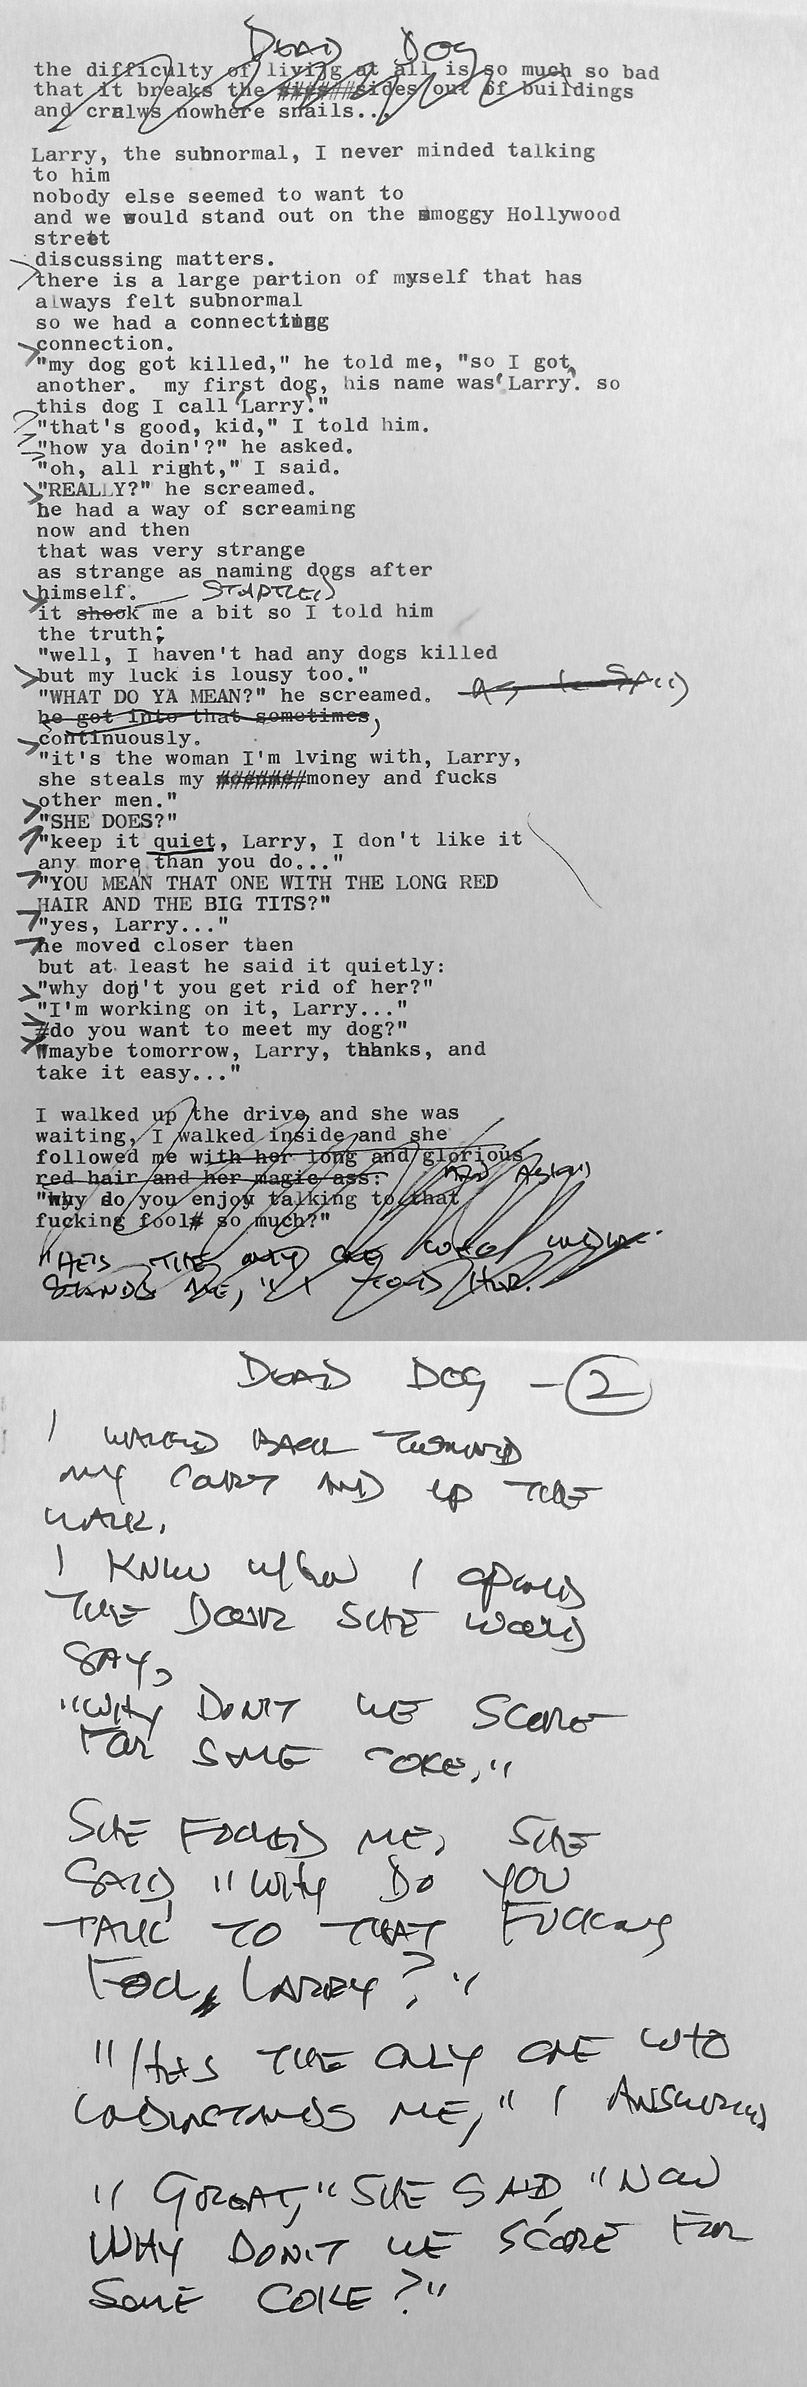 DEAD DOG
the difficulty of livijg at all is so much so bad
that it breaks the sides out of buildings
and cralws nowhere snails...
Larry, the subnormal, I never minded talking
to him
nobody else seemed to want to
and we would stand out on the smoggy Hollywood
street
discussing matters.
there is a large portion of myself that has
always felt subnormal
so we had a connecting
connection.
"my dog got killed," he told me, "so I got
another. my first dog, his name was 'Larry'. so
this dog I call 'Larry'."
"that's good, kid," I told him.
"how ya doin'?" he asked.
"oh, all right," I said.
"REALLY?" he screamed.
he had a way of screaming
now and then
that was very strange
as strange as naming dogs after
himself.
STARTLED
it shook me a bit so I told him
the truth;
"well, I haven't had any dogs killed
but my luck is lousy too."
"WHAT DO YA MEAN?" he screamed.
he got into that sometimes,
continuously.
"it's the woman I'm lving with, Larry,
she steals my money and fucks
other men."
"SHE DOES?"
"keep it quiet, Larry, I don't like it
any more than you do..."
"YOU MEAN THAT ONE WITH THE LONG RED
HAIR AND THE BIG TITS?"
"yes, Larry..."
he moved closer then
but at least he said it quietly:
"why don't you get rid of her?"
"I'm working on it, Larry..."
"do you want to meet my dog?"
"maybe tomorrow, Larry, thanks, and
take it easy..."
I walked up the drive and she was
waiting, I walked inside and she
followed me with her long and glorious
red hair and her magic ass: AND ASKED
"why do you enjoy talking to that
fucking fool so much?"
"HE'S THE ONLY ONE WHO UNDER-
STANDS ME," I TOLD HER.
DEAD DOG - 2
I WALKED BACK TOWARD
MY COURT AND UP THE
WALK.
I KNEW WHEN I OPENED
THE DOOR SHE WOULD
SAY,
"WHY DON'T WE SCORE
FOR SOME COKE."
SHE FOOLED ME, SHE
SAID, "WHY DO YOU
TALK TO THAT FUCKING
FOOL, LARRY?"
"HE'S THE ONLY ONE WHO
UNDERSTANDS ME," I ANSWERED
"GREAT," SHE SAID, "NOW
WHY DON'T WE SCORE FOR
SOME COKE?"